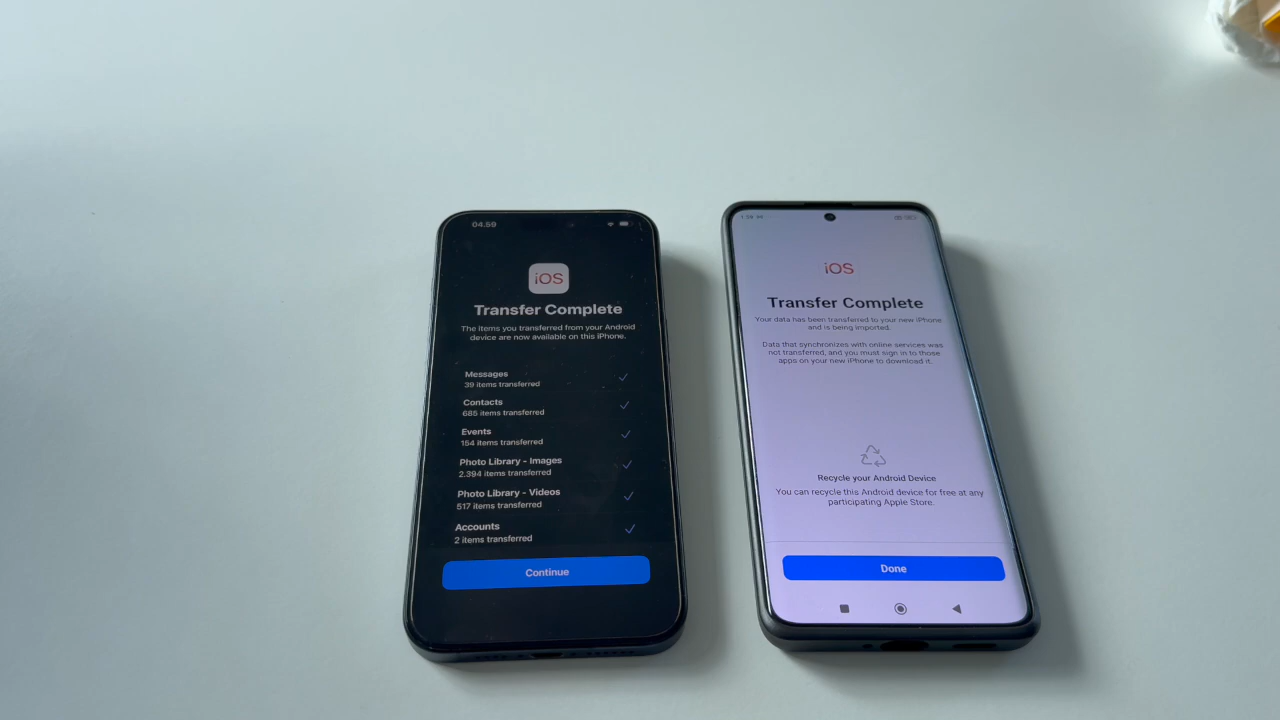 04.59
iOS
Transfer Complete
The items you transferred from your Android
device are now available on this iPhone.
Messages
39 items transferred
Contacts
685 items transferred
Events
154 items transferred
Photo Library - Images
2.394 items transferred
Photo Library - Videos
517 items transferred
Accounts
2 items transferred
Continue
iOS
Transfer Complete
Your data has been transferred to your new iPhone
and is being imported.
Data that synchronizes with online services was
not transferred, and you must sign in to those
apps on your new iPhone to download it.
Recycle your Android Device
You can recycle this Android device for free at any
participating Apple Store.
Done